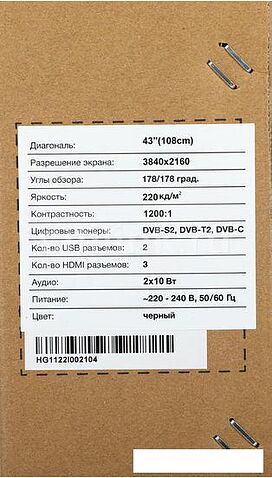 Диагональ: 43"(108cm)
Разрешение экрана: 3840x2160
Углы обзора: 178/178 град.
Яркость: 220 кд/м²
Контрастность: 1200:1
Цифровые тюнеры: DVB-S2, DVB-T2, DVB-C
Кол-во USB разъемов: 2
Кол-во HDMI разъемов: 3
Аудио: 2x10 Вт
Питание: ~220 - 240 В, 50/60 Гц
Цвет: черный
HG1122I002104